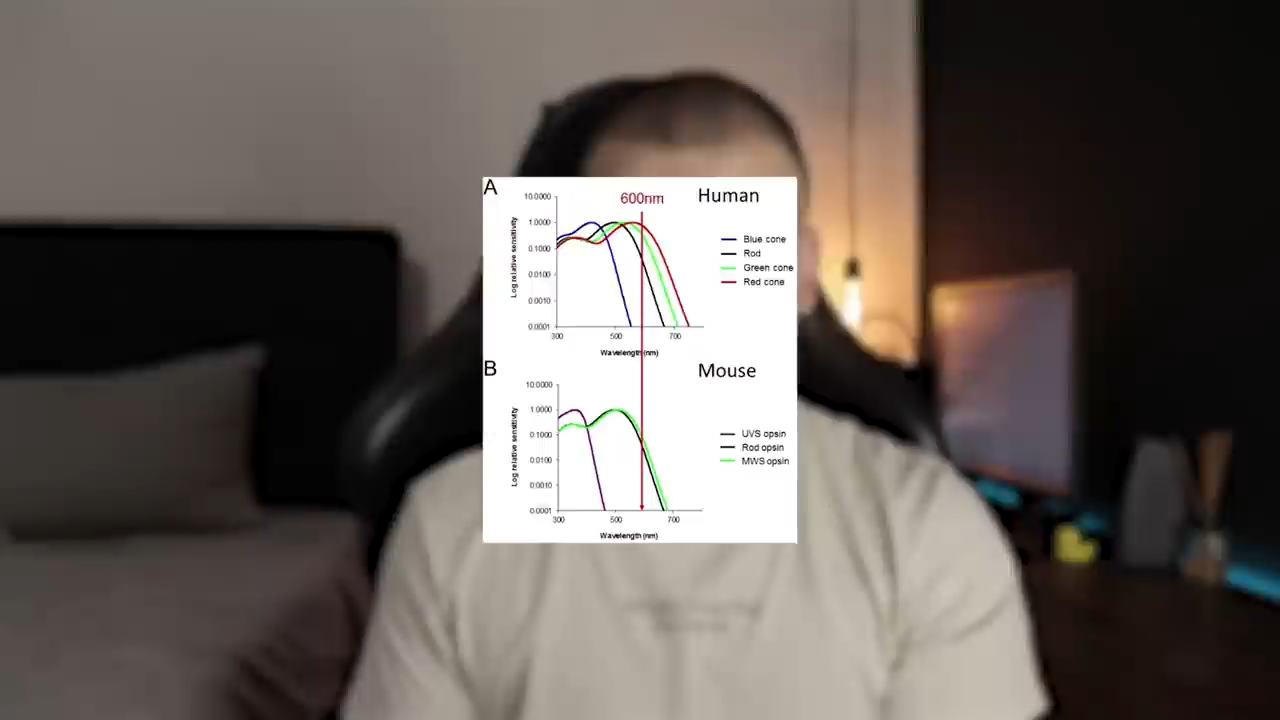 A
Human
600nm
10.0000
1.0000
0.1000
0.0100
0.0010
0.0001
Log relative sensitivity
300
500
700
Wavelength (nm)
Blue cone
Rod
Green cone
Red cone
B
Mouse
10.0000
1.0000
0.1000
0.0100
0.0010
0.0001
Log relative sensitivity
300
500
700
Wavelength (nm)
UVS opsin
Rod opsin
MWS opsin